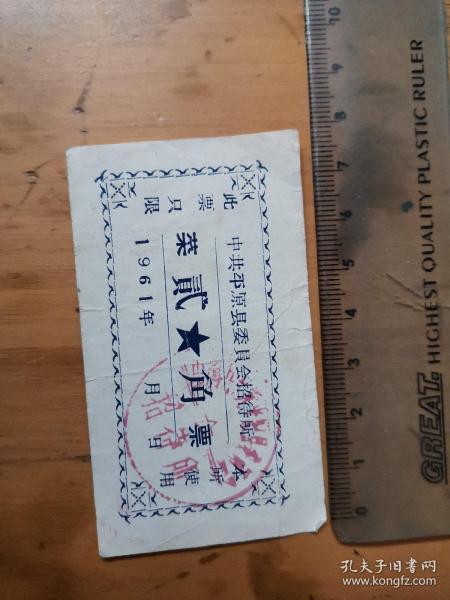 中共平原县委員会招待所
此票只限
菜貳★角票
本所使用
1961年 月 日
GREAT. HIGHEST QUALITY PLASTIC RULER
孔夫子旧书网
www.kongfz.com